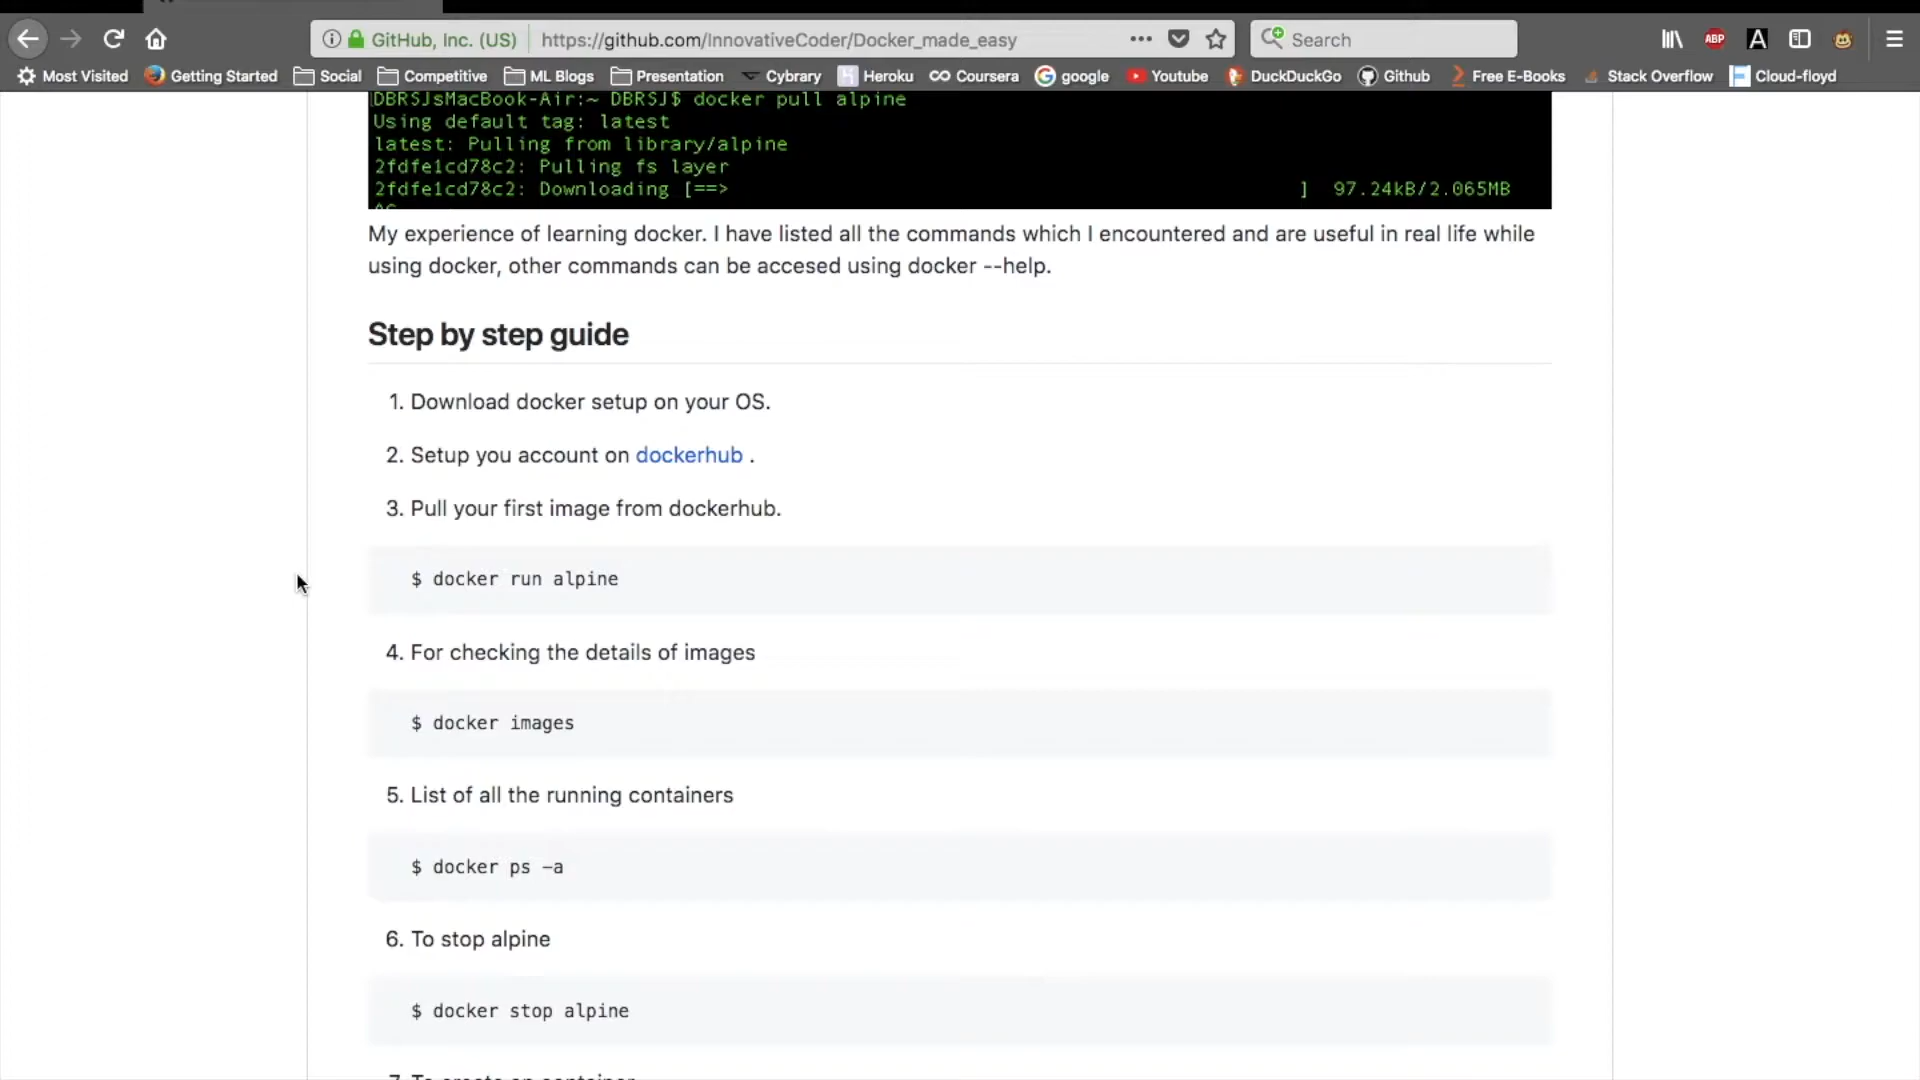 GitHub, Inc. (US)
https://github.com/InnovativeCoder/Docker_made_easy
Search
ABP
A
Most Visited
Getting Started
Social
Competitive
ML Blogs
Presentation
Cybrary
Heroku
Coursera
google
Youtube
DuckDuckGo
Github
Free E-Books
Stack Overflow
Cloud-floyd
DBRSJsMacBook-Air:~ DBRSJ$ docker pull alpine
Using default tag: latest
latest: Pulling from library/alpine
2fdfe1cd78c2: Pulling fs layer
2fdfe1cd78c2: Downloading [==> ] 97.24kB/2.065MB
My experience of learning docker. I have listed all the commands which I encountered and are useful in real life while
using docker, other commands can be accesed using docker --help.
Step by step guide
1. Download docker setup on your OS.
2. Setup you account on dockerhub .
3. Pull your first image from dockerhub.
$ docker run alpine
4. For checking the details of images
$ docker images
5. List of all the running containers
$ docker ps -a
6. To stop alpine
$ docker stop alpine